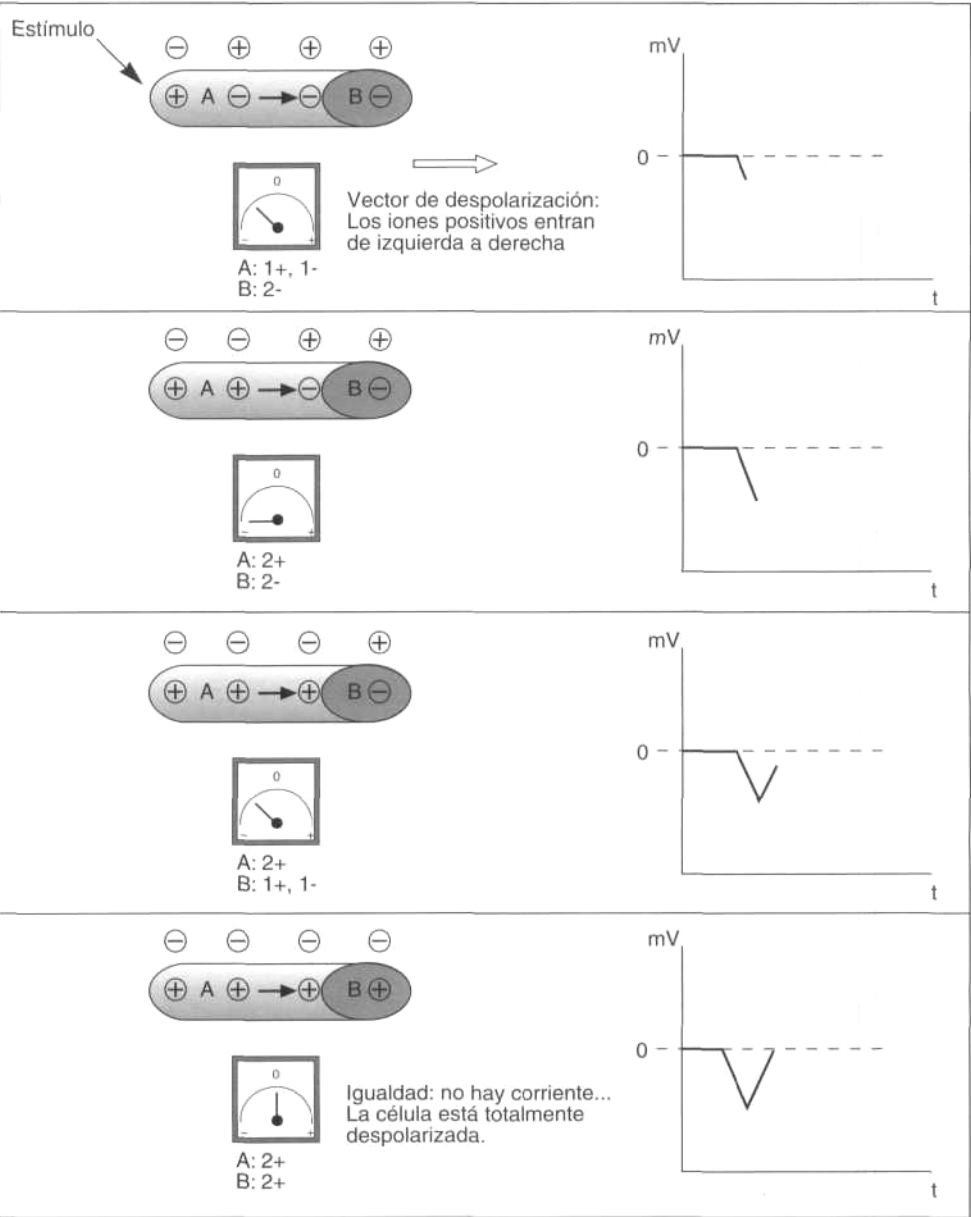 Estímulo
⊖ ⊕ ⊕ ⊕
⊕ A ⊖ ⊖ B ⊖
mV
0
t
0
- +
A: 1+, 1-
B: 2-
Vector de despolarización:
Los iones positivos entran
de izquierda a derecha
⊖ ⊖ ⊕ ⊕
⊕ A ⊕ ⊖ B ⊖
mV
0
t
0
- +
A: 2+
B: 2-
⊖ ⊖ ⊖ ⊕
⊕ A ⊕ ⊕ B ⊖
mV
0
t
0
- +
A: 2+
B: 1+, 1-
⊖ ⊖ ⊖ ⊖
⊕ A ⊕ ⊕ B ⊕
mV
0
t
0
- +
A: 2+
B: 2+
Igualdad: no hay corriente...
La célula está totalmente
despolarizada.